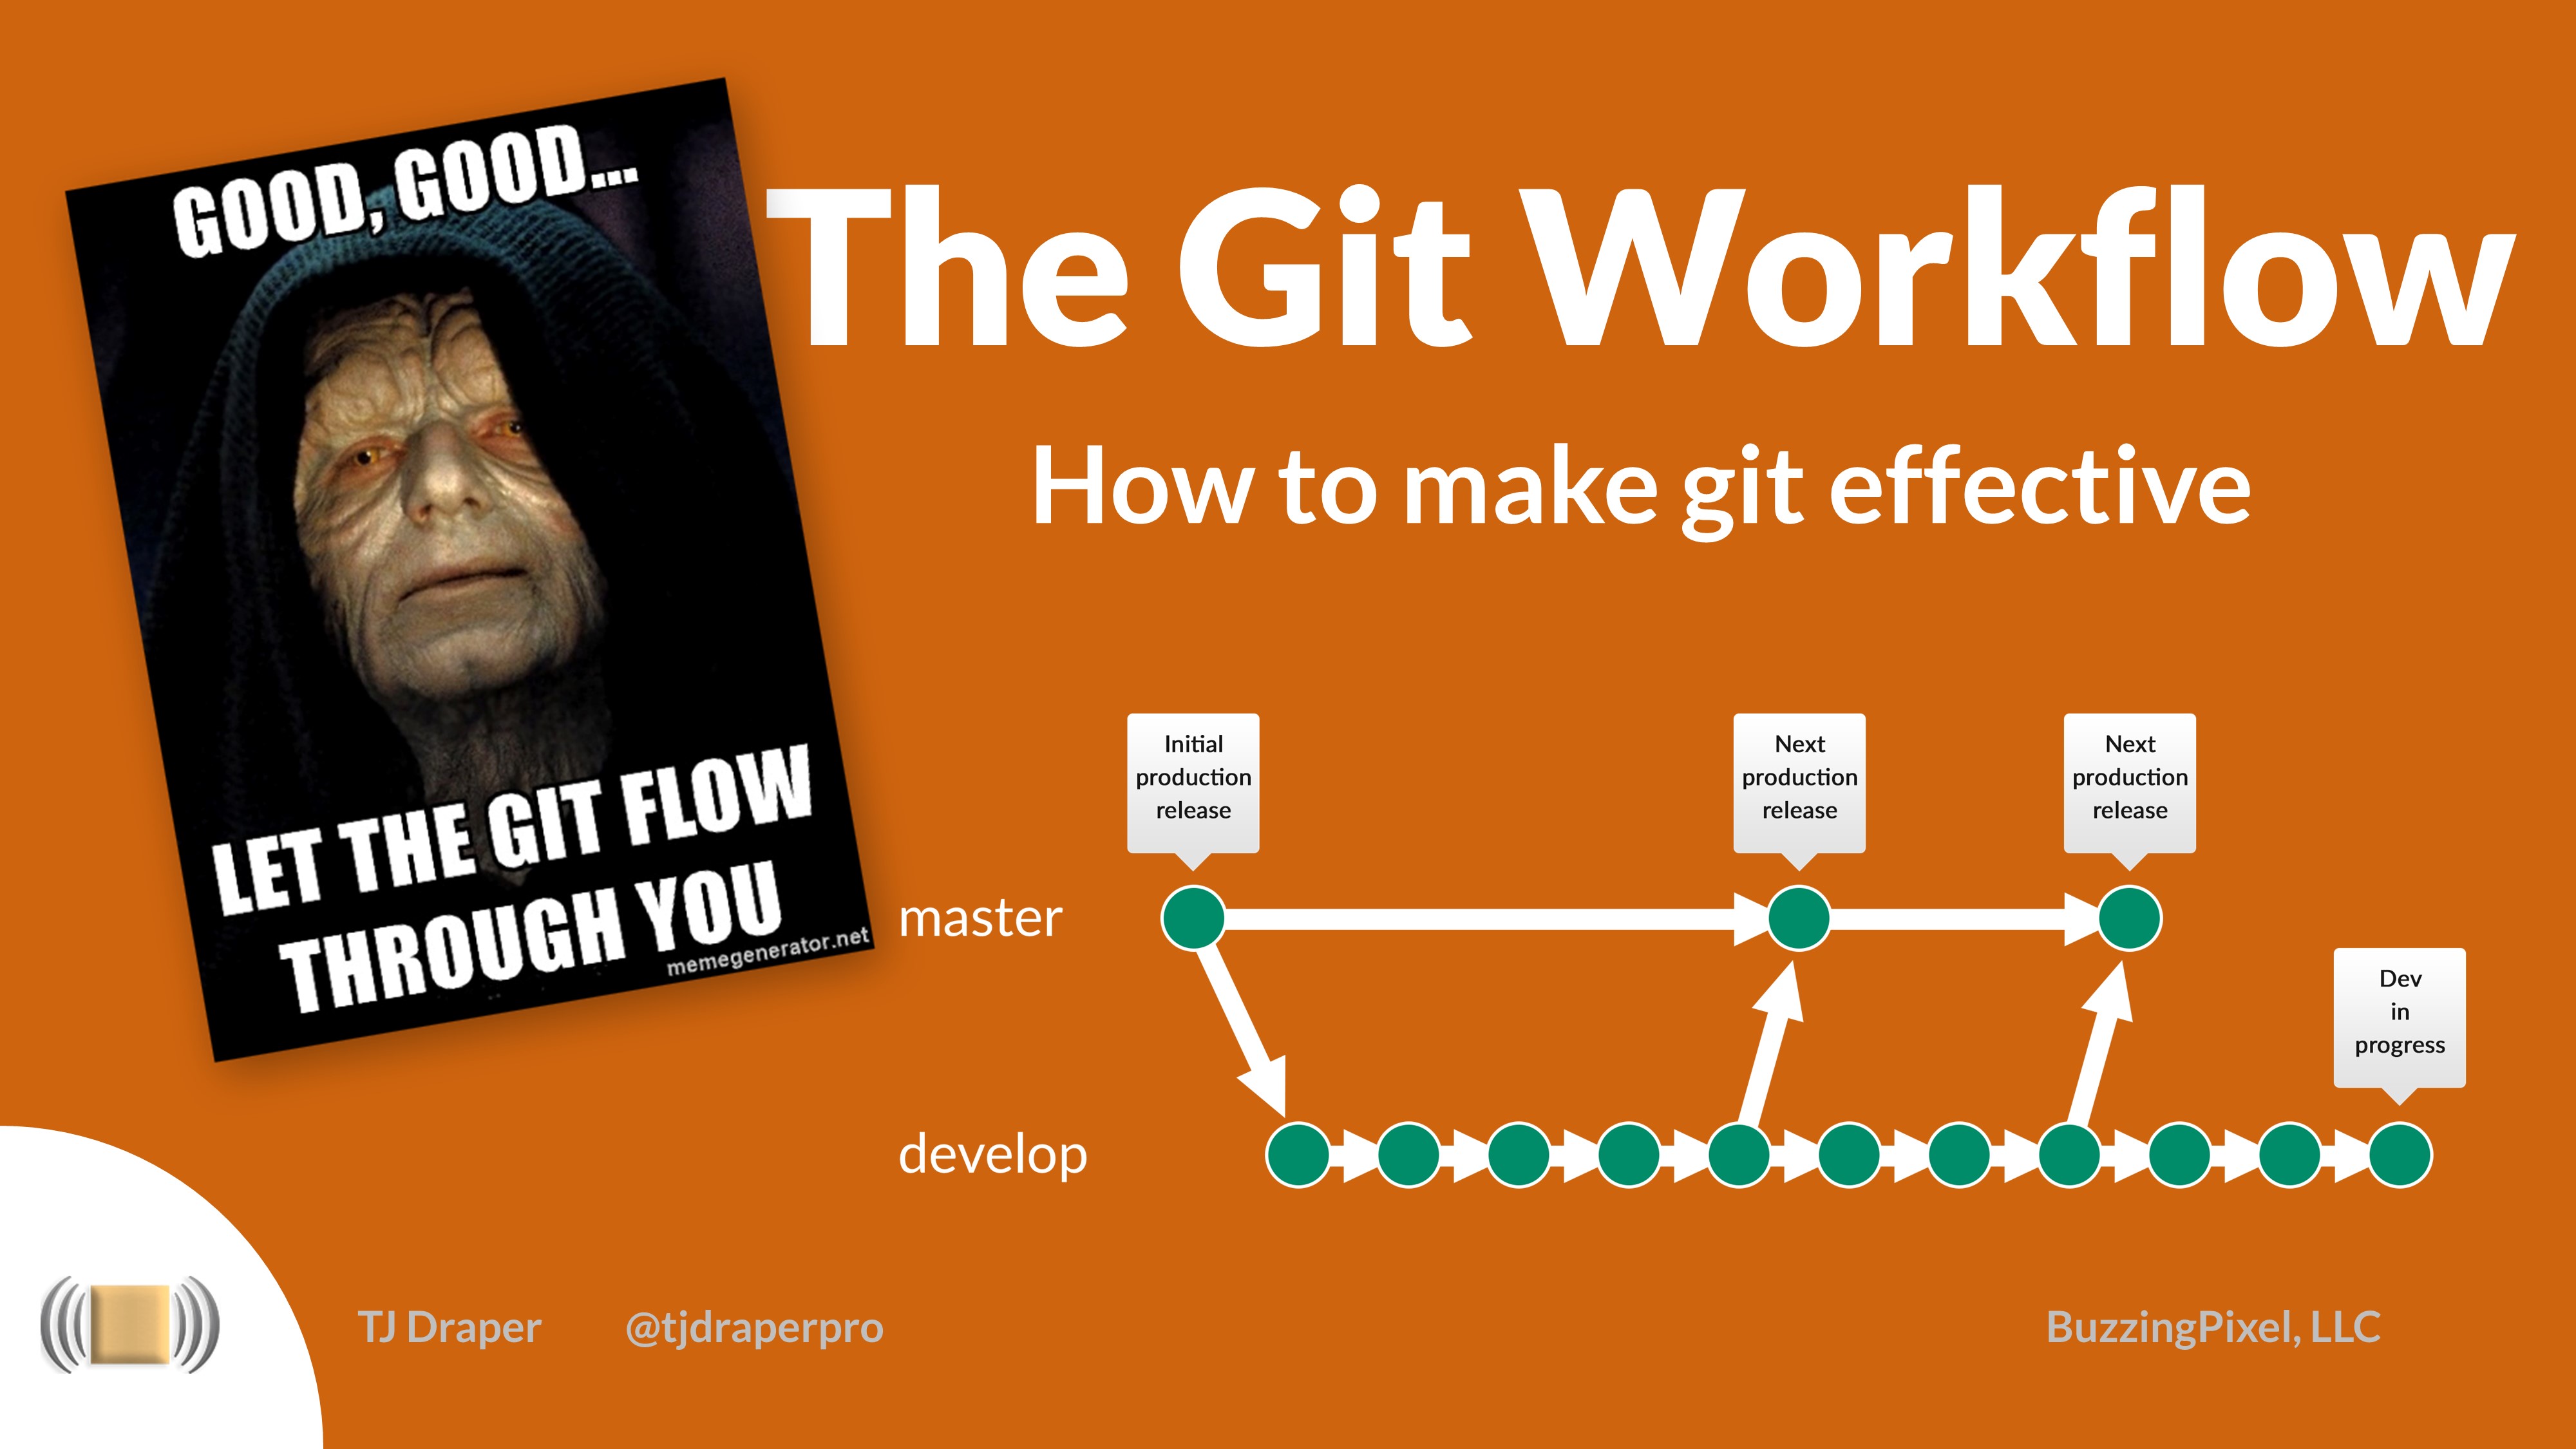 GOOD, GOOD...
LET THE GIT FLOW
THROUGH YOU
memegenerator.net
The Git Workflow
How to make git effective
Initial
production
release
Next
production
release
Next
production
release
master
Dev
in
progress
develop
TJ Draper
@tjdraperpro
BuzzingPixel, LLC